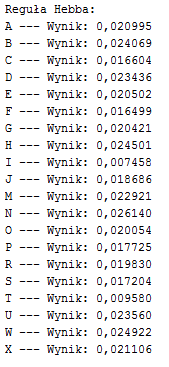 Reguła Hebba:
A --- Wynik: 0,020995
B --- Wynik: 0,024069
C --- Wynik: 0,016604
D --- Wynik: 0,023436
E --- Wynik: 0,020502
F --- Wynik: 0,016499
G --- Wynik: 0,020421
H --- Wynik: 0,024501
I --- Wynik: 0,007458
J --- Wynik: 0,018686
M --- Wynik: 0,022921
N --- Wynik: 0,026140
O --- Wynik: 0,020054
P --- Wynik: 0,017725
R --- Wynik: 0,019830
S --- Wynik: 0,017204
T --- Wynik: 0,009580
U --- Wynik: 0,023560
W --- Wynik: 0,024922
X --- Wynik: 0,021106